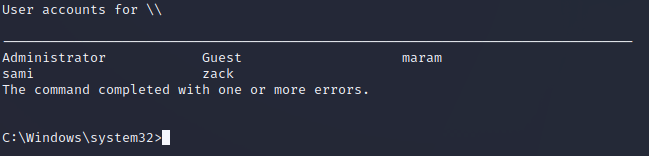 User accounts for \\
-------------------------------------------------------------------------------
Administrator            Guest                    maram
sami                     zack
The command completed with one or more errors.
C:\Windows\system32>